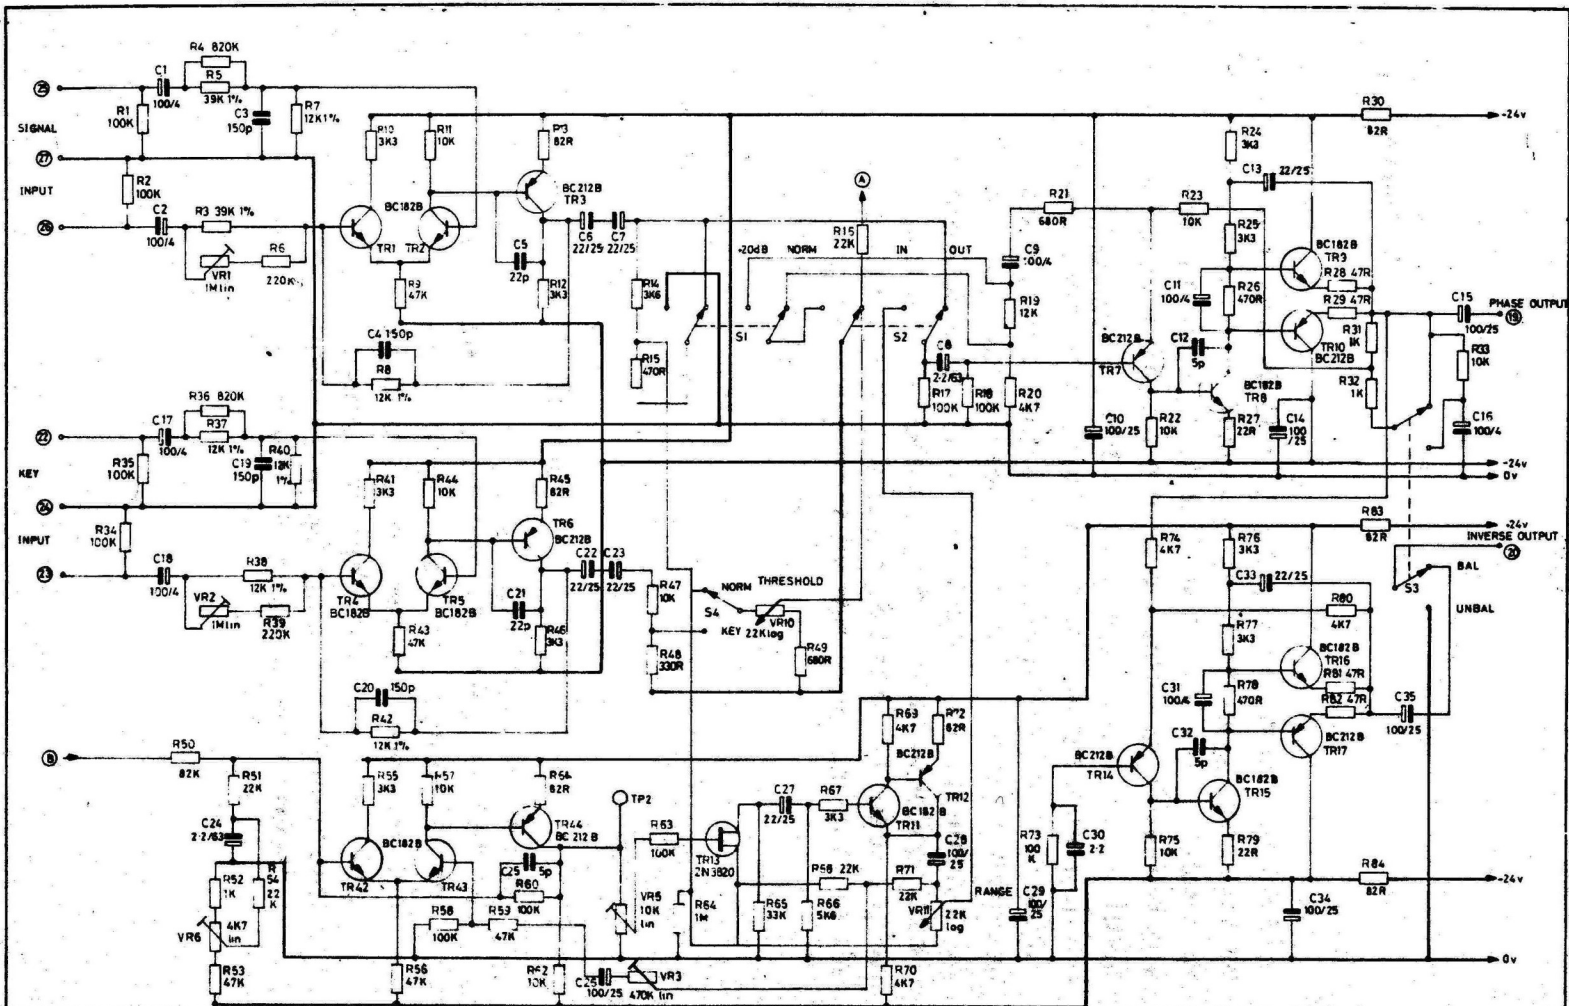 R4 820K
C1
100/4
R5
39K 1%
25
R1
100K
C3
150p
R7
12K 1%
SIGNAL
27
INPUT
R2
100K
C2
100/4
R3 39K 1%
26
VR1
1M lin
R6
220K
R10
3K3
R11
10K
R13
82R
BC212B
TR3
BC182B
TR1
TR2
C5
22p
C6
22/25
C7
22/25
R9
47K
R12
3K3
C4 150p
R8
12K 1%
R14
3K6
R15
470R
S1
+20dB
NORM
A
R16
22K
IN
OUT
S2
C8
2·2/63
R17
100K
R18
100K
R21
680R
C9
100/4
R19
12K
R20
4K7
R23
10K
BC212B
TR7
C10
100/25
R22
10K
R24
3K3
C13
22/25
R25
3K3
C11
100/4
R26
470R
C12
5p
BC182B
TR8
R27
22R
C14
100
/25
BC182B
TR9
R28 47R
R29 47R
TR10
BC212B
R31
1K
R32
1K
R30
82R
-24v
C15
100/25
PHASE OUTPUT
19
R33
10K
C16
100/4
-24v
0v
R36 820K
C17
100/4
R37
12K 1%
22
R35
100K
C19
150p
R40
12K
1%
KEY
24
INPUT
R34
100K
23
C18
100/4
R38
12K 1%
VR2
1M lin
R39
220K
R41
3K3
R44
10K
R45
82R
TR6
BC212B
TR4
BC182B
TR5
BC182B
C21
22p
R43
47K
R46
3K3
C22
22/25
C23
22/25
C20
150p
R42
12K 1%
R47
10K
R48
330R
NORM
THRESHOLD
S4
KEY
VR10
22K log
R49
680R
R83
82R
-24v
INVERSE OUTPUT
20
BAL
S3
UNBAL
R74
4K7
R76
3K3
C33
22/25
R77
3K3
R80
4K7
BC182B
TR16
R81 47R
R82 47R
C31
100/4
R78
470R
C32
5p
BC212B
TR17
C35
100/25
BC212B
TR14
BC182B
TR15
R75
10K
R79
22R
R73
100
K
C30
2·2
R84
82R
-24v
C34
100/25
0v
B
R50
82K
R51
22K
C24
2·2/63
R52
1K
R54
22
K
VR6
4K7
lin
R53
47K
R55
3K3
R57
10K
BC182B
TR42
TR43
TR44
BC212B
C25
5p
R60
100K
R58
100K
R59
47K
R56
47K
R62
10K
100/25
VR3
470K lin
TP2
VR5
10K
lin
R63
100K
R64
1M
TR13
2N3820
C27
22/25
R67
3K3
R65
33K
R66
5K6
22K
R71
22K
R69
4K7
R72
82R
BC212B
TR12
BC182B
TR11
100/
25
RANGE
VR11
22K
log
R70
4K7
C29
100/
25